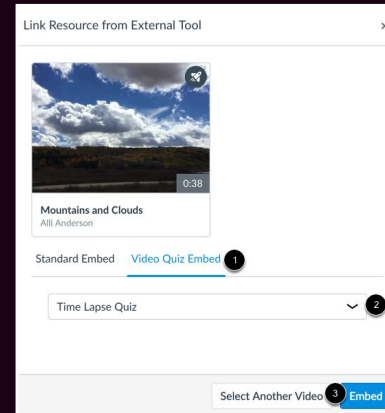 Link Resource from External Tool
0:38
Mountains and Clouds
Alli Anderson
Standard Embed Video Quiz Embed 1
Time Lapse Quiz 2
Select Another Video 3 Embed